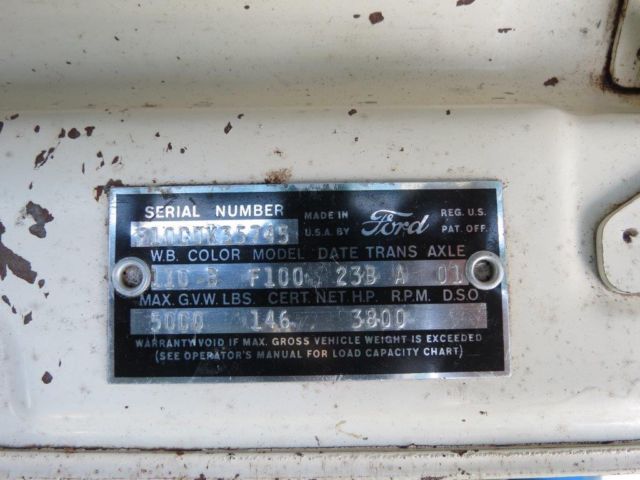 SERIAL NUMBER MADE IN U.S.A. BY Ford REG. U.S. PAT. OFF.
W.B. COLOR MODEL DATE TRANS AXLE
110 B F100 23B A 01
MAX. G.V.W. LBS. CERT. NET H.P. R.P.M. D.S.O
5000 146 3800
WARRANTY VOID IF MAX. GROSS VEHICLE WEIGHT IS EXCEEDED
(SEE OPERATOR'S MANUAL FOR LOAD CAPACITY CHART)